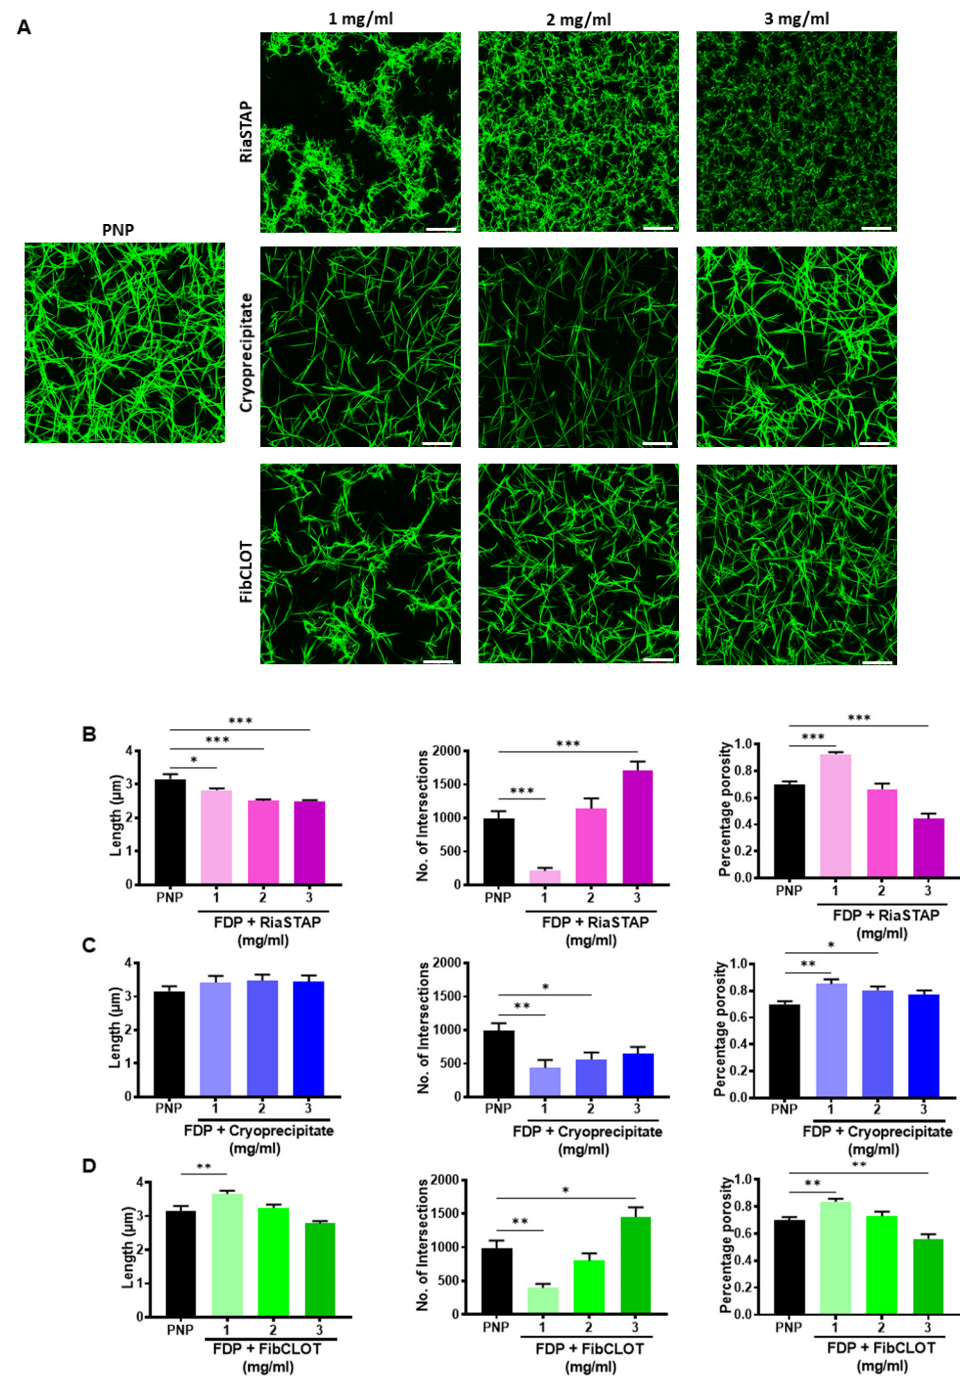 A
1 mg/ml
2 mg/ml
3 mg/ml
RiaSTAP
PNP
Cryoprecipitate
FibCLOT
B
***
***
*
4
3
2
1
0
Length (µm)
PNP
1
2
3
FDP + RiaSTAP
(mg/ml)
***
***
2000
1500
1000
500
0
No. of Intersections
PNP
1
2
3
FDP + RiaSTAP
(mg/ml)
***
***
1.0
0.8
0.6
0.4
0.2
0.0
Percentage porosity
PNP
1
2
3
FDP + RiaSTAP
(mg/ml)
C
4
3
2
1
0
Length (µm)
PNP
1
2
3
FDP + Cryoprecipitate
(mg/ml)
*
**
2000
1500
1000
500
0
No. of Intersections
PNP
1
2
3
FDP + Cryoprecipitate
(mg/ml)
*
**
1.0
0.8
0.6
0.4
0.2
0.0
Percentage porosity
PNP
1
2
3
FDP + Cryoprecipitate
(mg/ml)
D
**
4
3
2
1
0
Length (µm)
PNP
1
2
3
FDP + FibCLOT
(mg/ml)
*
**
2000
1500
1000
500
0
No. of Intersections
PNP
1
2
3
FDP + FibCLOT
(mg/ml)
**
**
1.0
0.8
0.6
0.4
0.2
0.0
Percentage porosity
PNP
1
2
3
FDP + FibCLOT
(mg/ml)